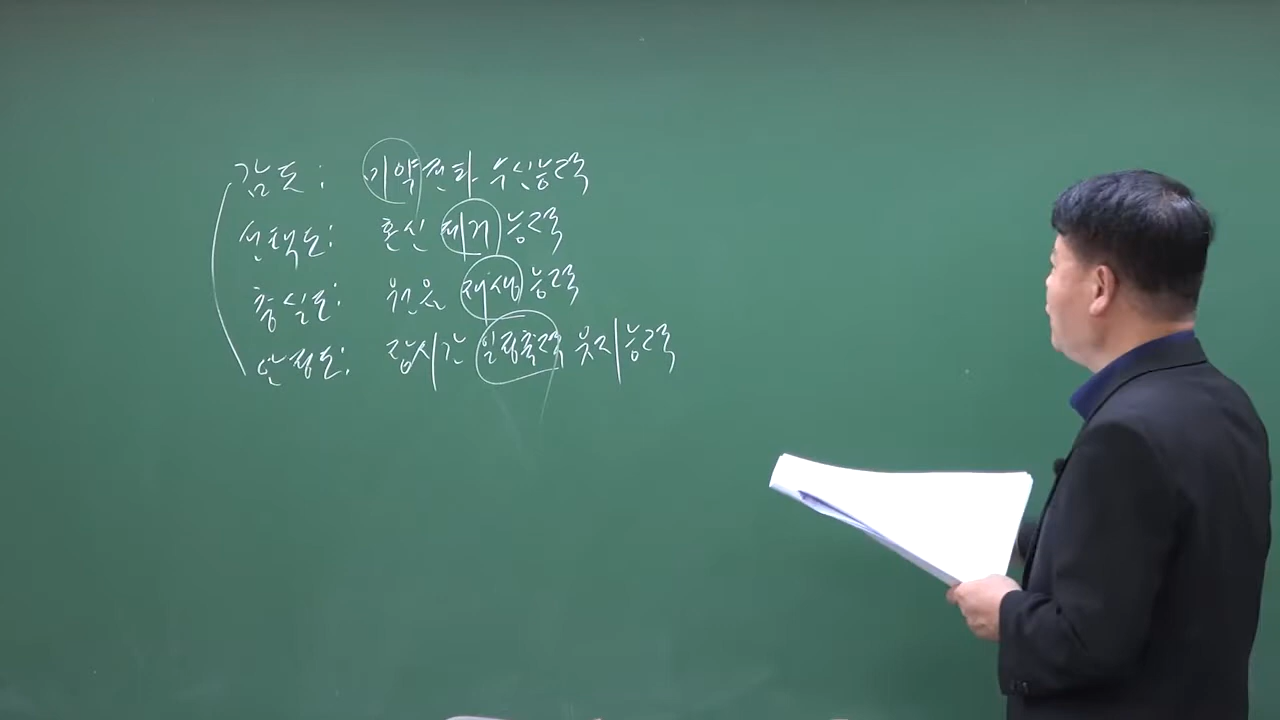 감도: 미약전파 수신능력
선택도: 혼신 제거 능력
충실도: 원음 재생 능력
안정도: 장시간 일정출력 유지능력